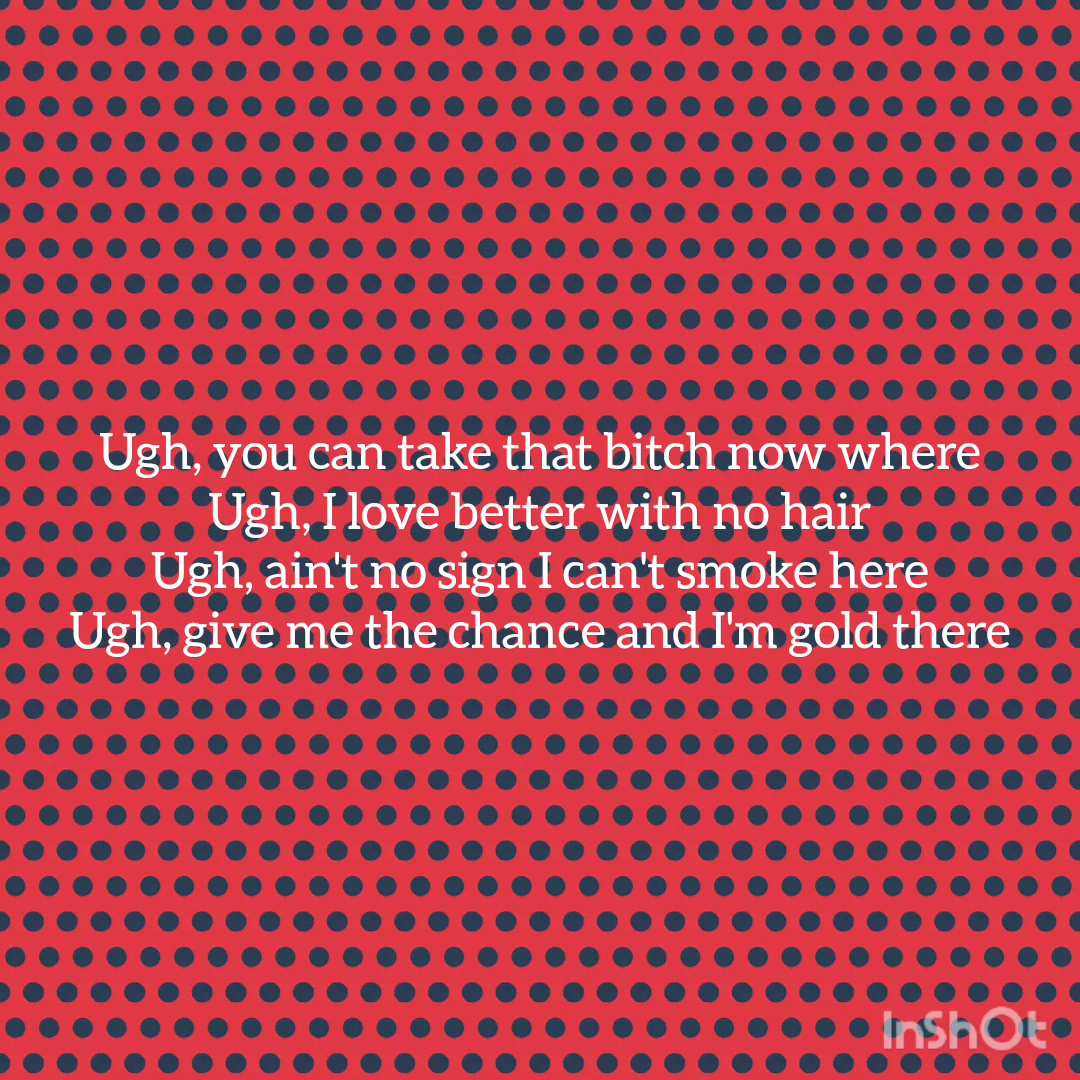 Ugh, you can take that bitch now where
Ugh, I love better with no hair
Ugh, ain't no sign I can't smoke here
Ugh, give me the chance and I'm gold there
InShOt